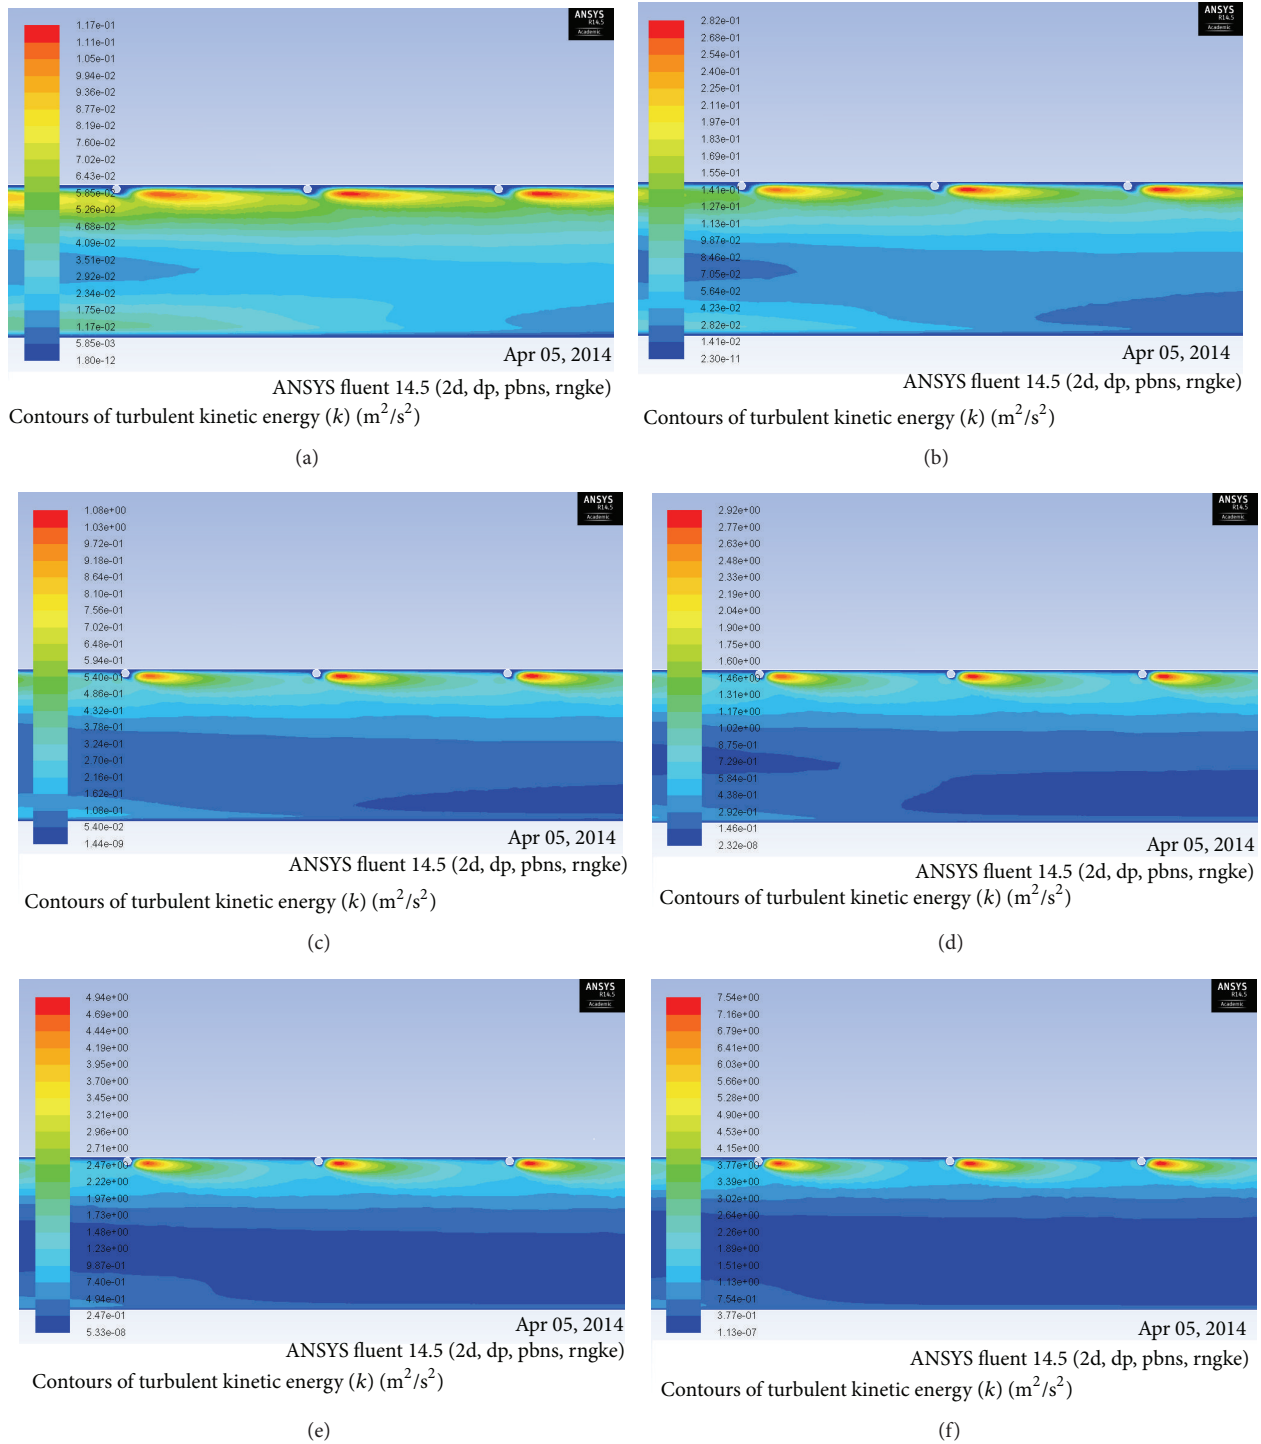 ANSYS
R14.5
Academic
1.17e-01
1.11e-01
1.05e-01
9.94e-02
9.36e-02
8.77e-02
8.19e-02
7.60e-02
7.02e-02
6.43e-02
5.85e-02
5.26e-02
4.68e-02
4.09e-02
3.51e-02
2.92e-02
2.34e-02
1.75e-02
1.17e-02
5.85e-03
1.80e-12
Apr 05, 2014
ANSYS fluent 14.5 (2d, dp, pbns, rngke)
Contours of turbulent kinetic energy (k) (m²/s²)
(a)
ANSYS
R14.5
Academic
2.82e-01
2.68e-01
2.54e-01
2.40e-01
2.25e-01
2.11e-01
1.97e-01
1.83e-01
1.69e-01
1.55e-01
1.41e-01
1.27e-01
1.13e-01
9.87e-02
8.46e-02
7.05e-02
5.64e-02
4.23e-02
2.82e-02
1.41e-02
2.30e-11
Apr 05, 2014
ANSYS fluent 14.5 (2d, dp, pbns, rngke)
Contours of turbulent kinetic energy (k) (m²/s²)
(b)
ANSYS
R14.5
Academic
1.08e+00
1.03e+00
9.72e-01
9.18e-01
8.64e-01
8.10e-01
7.56e-01
7.02e-01
6.48e-01
5.94e-01
5.40e-01
4.86e-01
4.32e-01
3.78e-01
3.24e-01
2.70e-01
2.16e-01
1.62e-01
1.08e-01
5.40e-02
1.44e-09
Apr 05, 2014
ANSYS fluent 14.5 (2d, dp, pbns, rngke)
Contours of turbulent kinetic energy (k) (m²/s²)
(c)
ANSYS
R14.5
Academic
2.92e+00
2.77e+00
2.63e+00
2.48e+00
2.33e+00
2.19e+00
2.04e+00
1.90e+00
1.75e+00
1.60e+00
1.46e+00
1.31e+00
1.17e+00
1.02e+00
8.75e-01
7.29e-01
5.84e-01
4.38e-01
2.92e-01
1.46e-01
2.32e-08
Apr 05, 2014
ANSYS fluent 14.5 (2d, dp, pbns, rngke)
Contours of turbulent kinetic energy (k) (m²/s²)
(d)
ANSYS
R14.5
Academic
4.94e+00
4.69e+00
4.44e+00
4.19e+00
3.95e+00
3.70e+00
3.45e+00
3.21e+00
2.96e+00
2.71e+00
2.47e+00
2.22e+00
1.97e+00
1.73e+00
1.48e+00
1.23e+00
9.87e-01
7.40e-01
4.94e-01
2.47e-01
5.33e-08
Apr 05, 2014
ANSYS fluent 14.5 (2d, dp, pbns, rngke)
Contours of turbulent kinetic energy (k) (m²/s²)
(e)
ANSYS
R14.5
Academic
7.54e+00
7.16e+00
6.79e+00
6.41e+00
6.03e+00
5.66e+00
5.28e+00
4.90e+00
4.53e+00
4.15e+00
3.77e+00
3.39e+00
3.02e+00
2.64e+00
2.26e+00
1.89e+00
1.51e+00
1.13e+00
7.54e-01
3.77e-01
1.13e-07
Apr 05, 2014
ANSYS fluent 14.5 (2d, dp, pbns, rngke)
Contours of turbulent kinetic energy (k) (m²/s²)
(f)